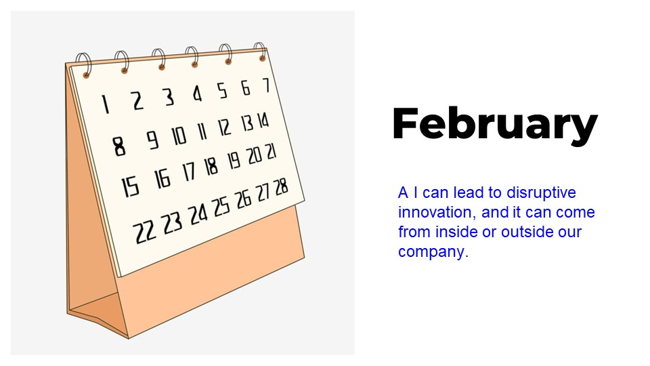 1 2 3 4 5 6 7
8 9 10 11 12 13 14
15 16 17 18 19 20 21
22 23 24 25 26 27 28
February
A I can lead to disruptive
innovation, and it can come
from inside or outside our
company.